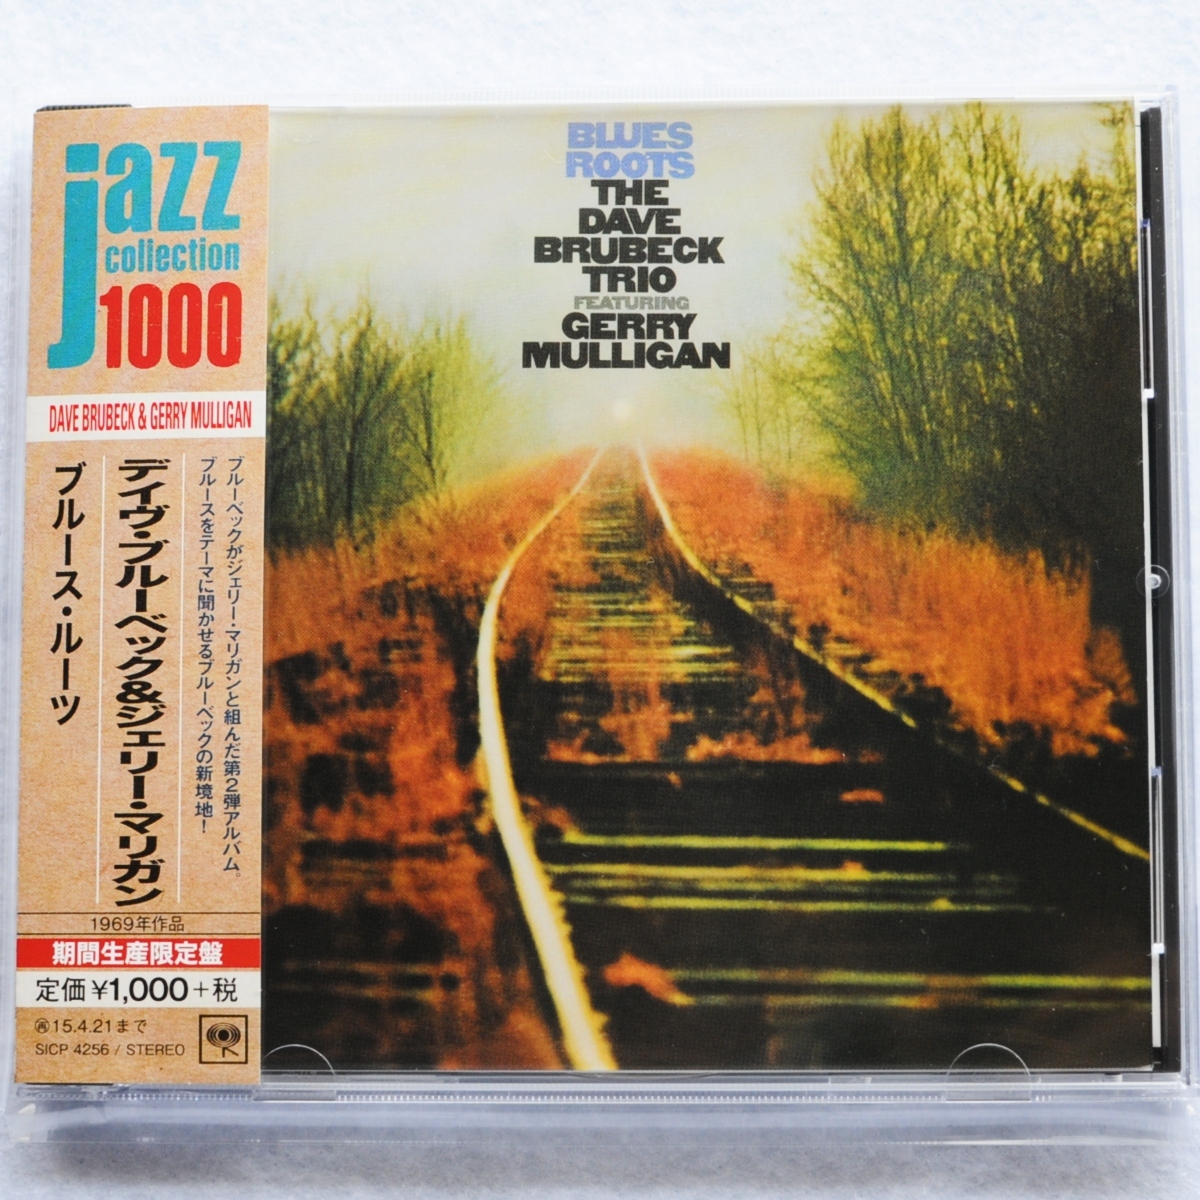 jazz
collection
1000
DAVE BRUBECK & GERRY MULLIGAN
ブルーベックがジェリー・マリガンと組んだ第2弾アルバム。
ブルースをテーマに聞かせるブルーベックの新境地！
デイヴ・ブルーベック&ジェリー・マリガン
ブルース・ルーツ
1969年作品
期間生産限定盤
定価¥1,000+税
㋫15.4.21まで
SICP 4256 / STEREO
BLUES
ROOTS
THE
DAVE
BRUBECK
TRIO
FEATURING
GERRY
MULLIGAN